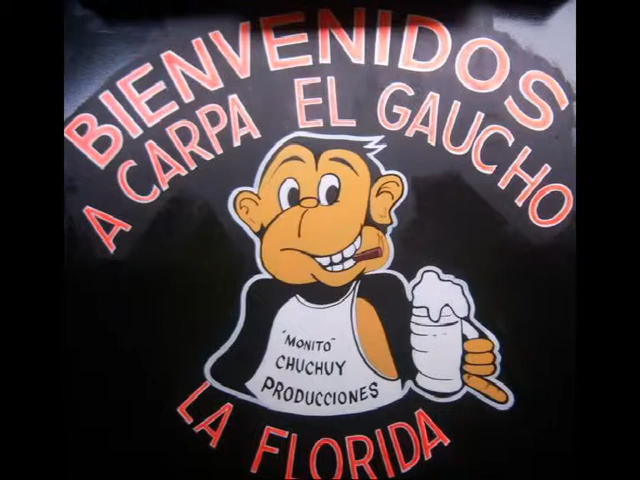 BIENVENIDOS
A CARPA EL GAUCHO
"MONITO"
CHUCHUY
PRODUCCIONES
LA FLORIDA